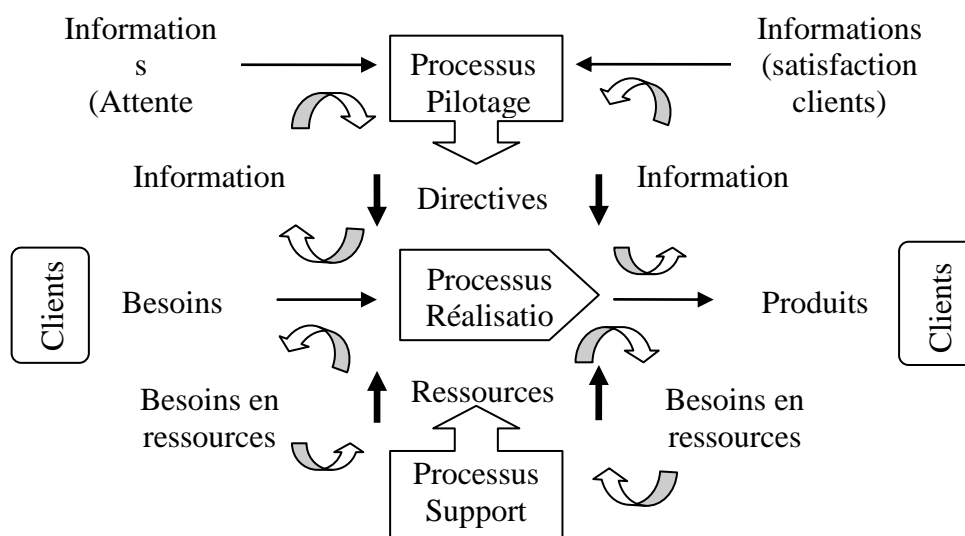 Information
s
(Attente
Processus
Pilotage
Informations
(satisfaction
clients)
Information
Directives
Information
Clients
Besoins
Processus
Réalisatio
Produits
Clients
Besoins en
ressources
Ressources
Besoins en
ressources
Processus
Support